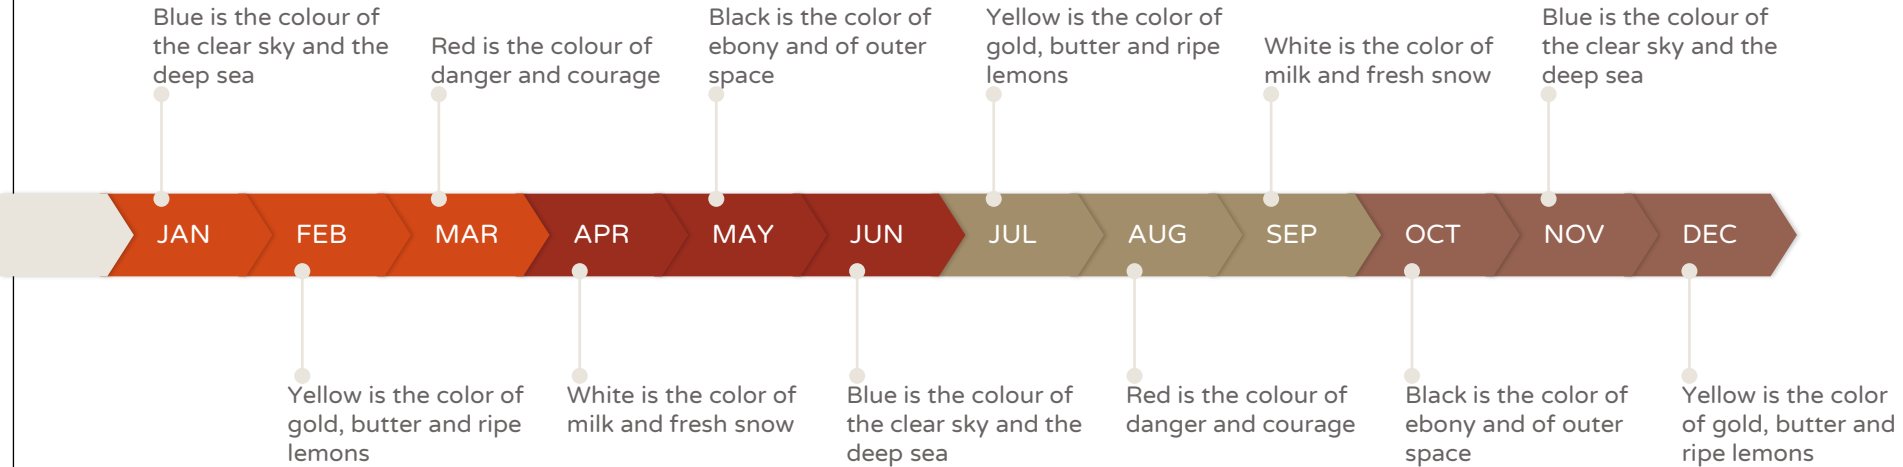 Blue is the colour of
the clear sky and the
deep sea
Red is the colour of
danger and courage
Black is the color of
ebony and of outer
space
Yellow is the color of
gold, butter and ripe
lemons
White is the color of
milk and fresh snow
Blue is the colour of
the clear sky and the
deep sea
JAN FEB MAR APR MAY JUN JUL AUG SEP OCT NOV DEC
Yellow is the color of
gold, butter and ripe
lemons
White is the color of
milk and fresh snow
Blue is the colour of
the clear sky and the
deep sea
Red is the colour of
danger and courage
Black is the color of
ebony and of outer
space
Yellow is the color
of gold, butter and
ripe lemons